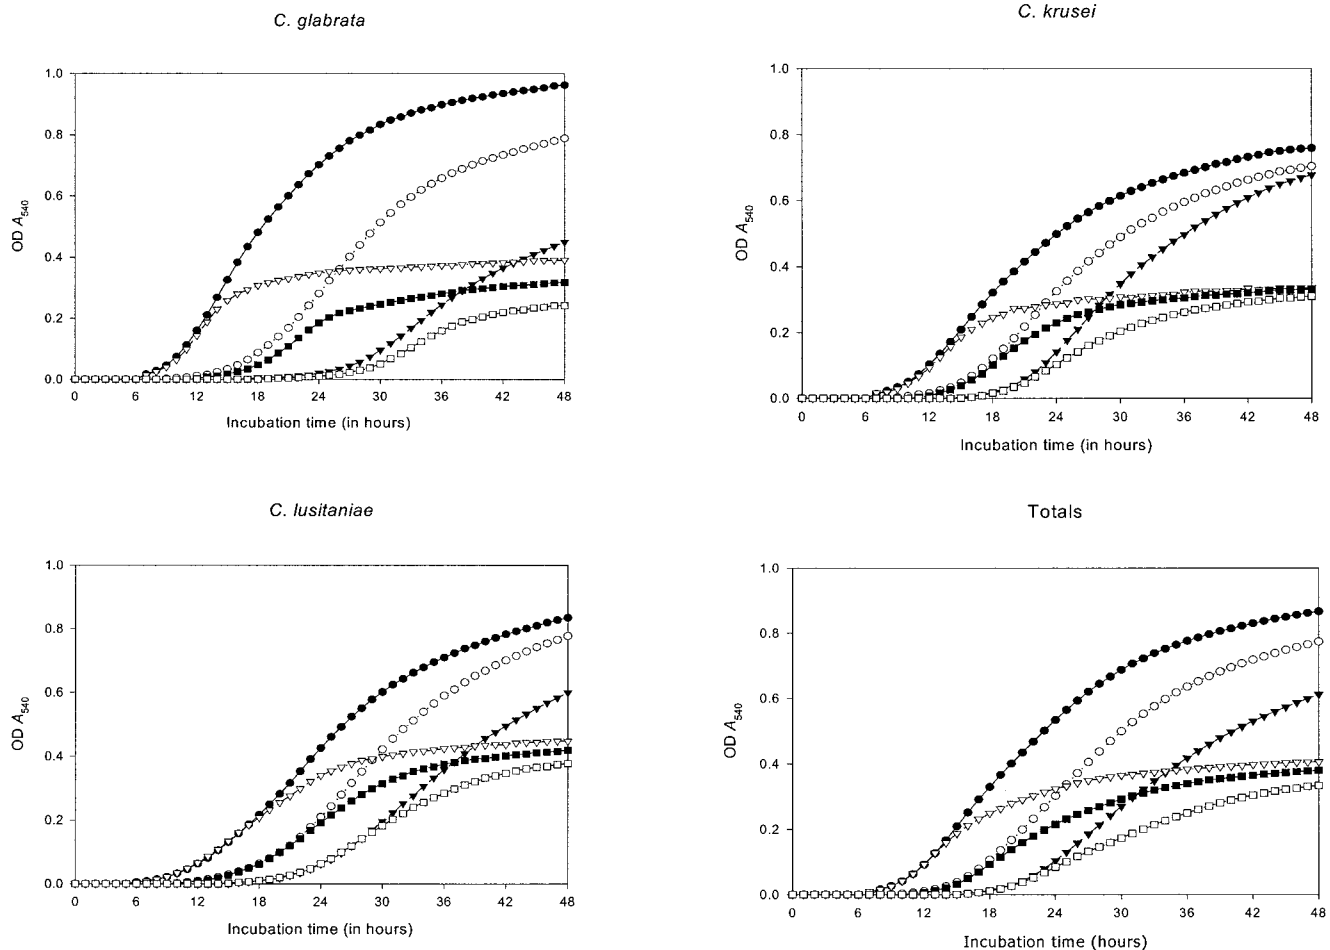 C. glabrata
1.0
0.8
0.6
0.4
0.2
0.0
OD A540
0 6 12 18 24 30 36 42 48
Incubation time (in hours)
C. krusei
1.0
0.8
0.6
0.4
0.2
0.0
OD A540
0 6 12 18 24 30 36 42 48
Incubation time (in hours)
C. lusitaniae
1.0
0.8
0.6
0.4
0.2
0.0
OD A540
0 6 12 18 24 30 36 42 48
Incubation time (in hours)
Totals
1.0
0.8
0.6
0.4
0.2
0.0
OD A540
0 6 12 18 24 30 36 42 48
Incubation time (hours)